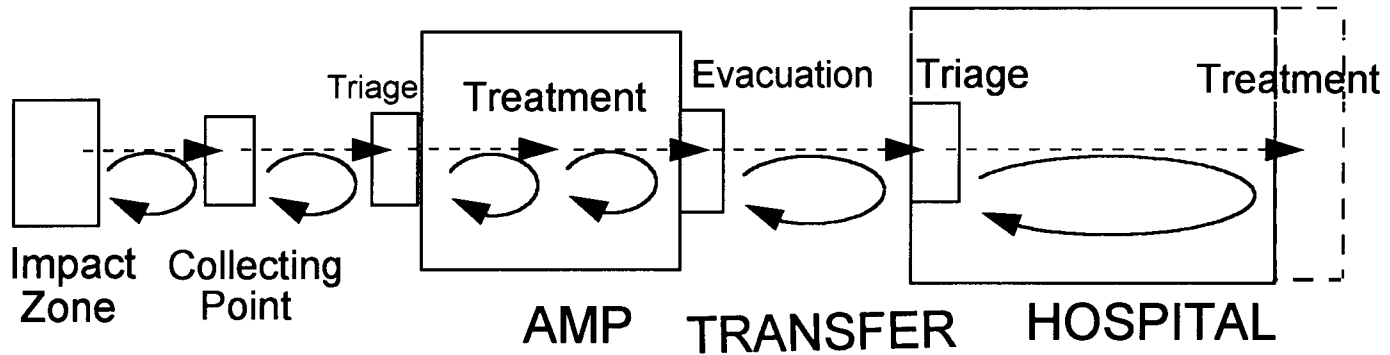 Impact
Zone
Collecting
Point
Triage
Treatment
AMP
Evacuation
TRANSFER
Triage
Treatment
HOSPITAL